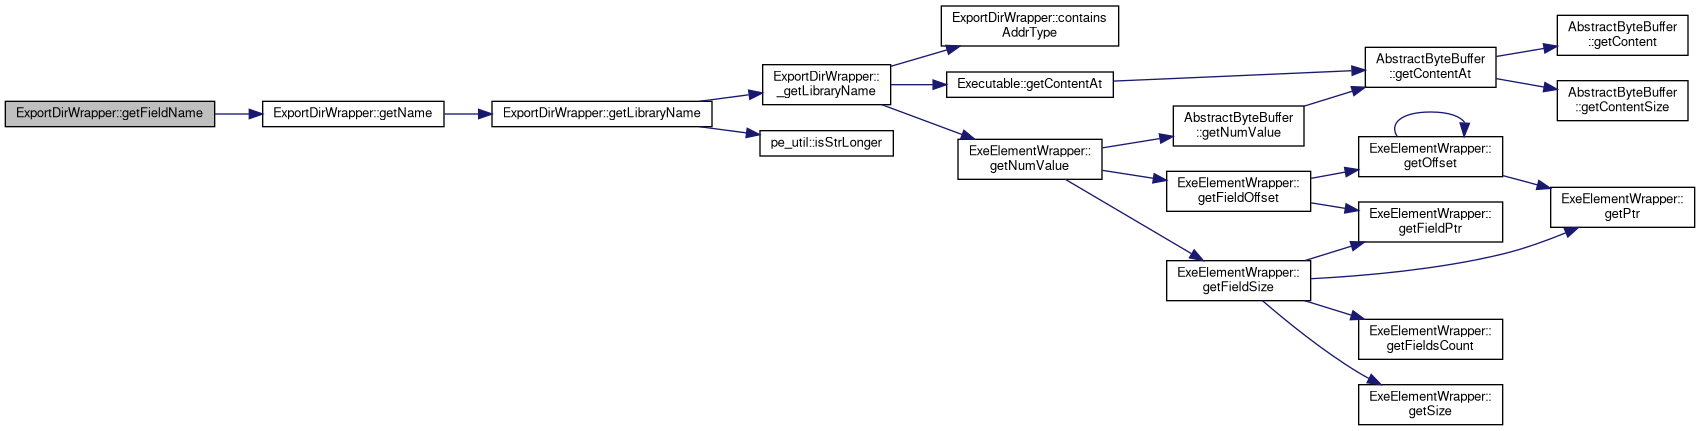 ExportDirWrapper::getFieldName
ExportDirWrapper::getName
ExportDirWrapper::getLibraryName
ExportDirWrapper::
_getLibraryName
pe_util::isStrLonger
ExportDirWrapper::contains
AddrType
Executable::getContentAt
ExeElementWrapper::
getNumValue
AbstractByteBuffer
::getNumValue
ExeElementWrapper::
getFieldOffset
ExeElementWrapper::
getFieldSize
AbstractByteBuffer
::getContentAt
ExeElementWrapper::
getOffset
ExeElementWrapper::
getFieldPtr
ExeElementWrapper::
getFieldsCount
ExeElementWrapper::
getSize
AbstractByteBuffer
::getContent
AbstractByteBuffer
::getContentSize
ExeElementWrapper::
getPtr